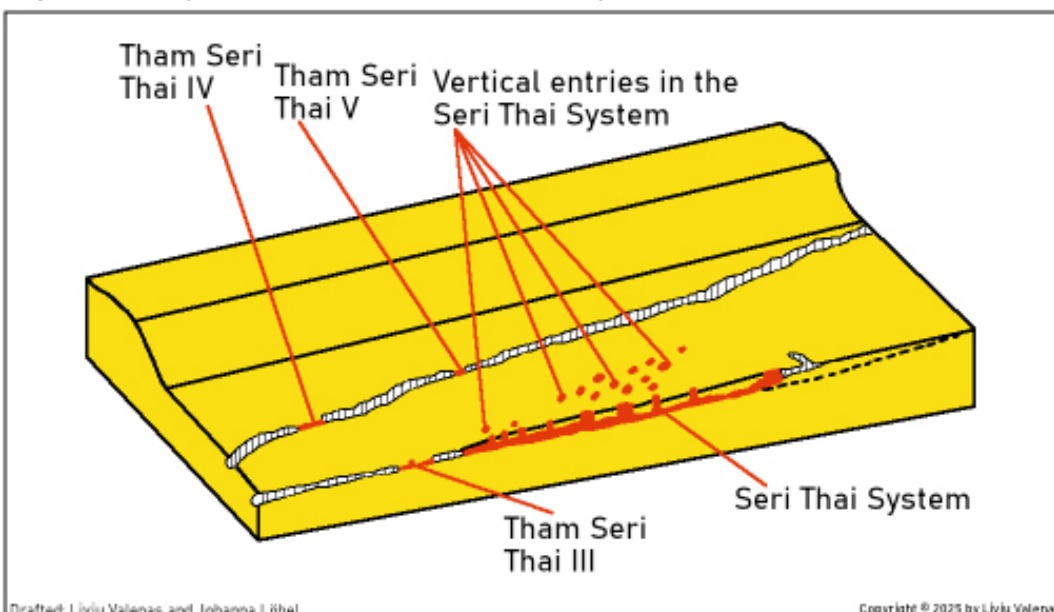 Tham Seri
Thai IV
Tham Seri
Thai V
Vertical entries in the
Seri Thai System
Seri Thai System
Tham Seri
Thai III
Drafted: Liviu Valenas and Johanna Löbel
Copyright © 2025 by Liviu Valenas